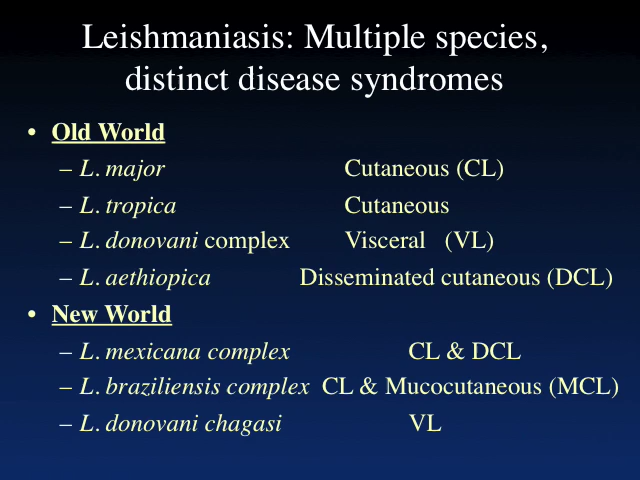 Leishmaniasis: Multiple species,
distinct disease syndromes
• Old World
– L. major Cutaneous (CL)
– L. tropica Cutaneous
– L. donovani complex Visceral (VL)
– L. aethiopica Disseminated cutaneous (DCL)
• New World
– L. mexicana complex CL & DCL
– L. braziliensis complex CL & Mucocutaneous (MCL)
– L. donovani chagasi VL